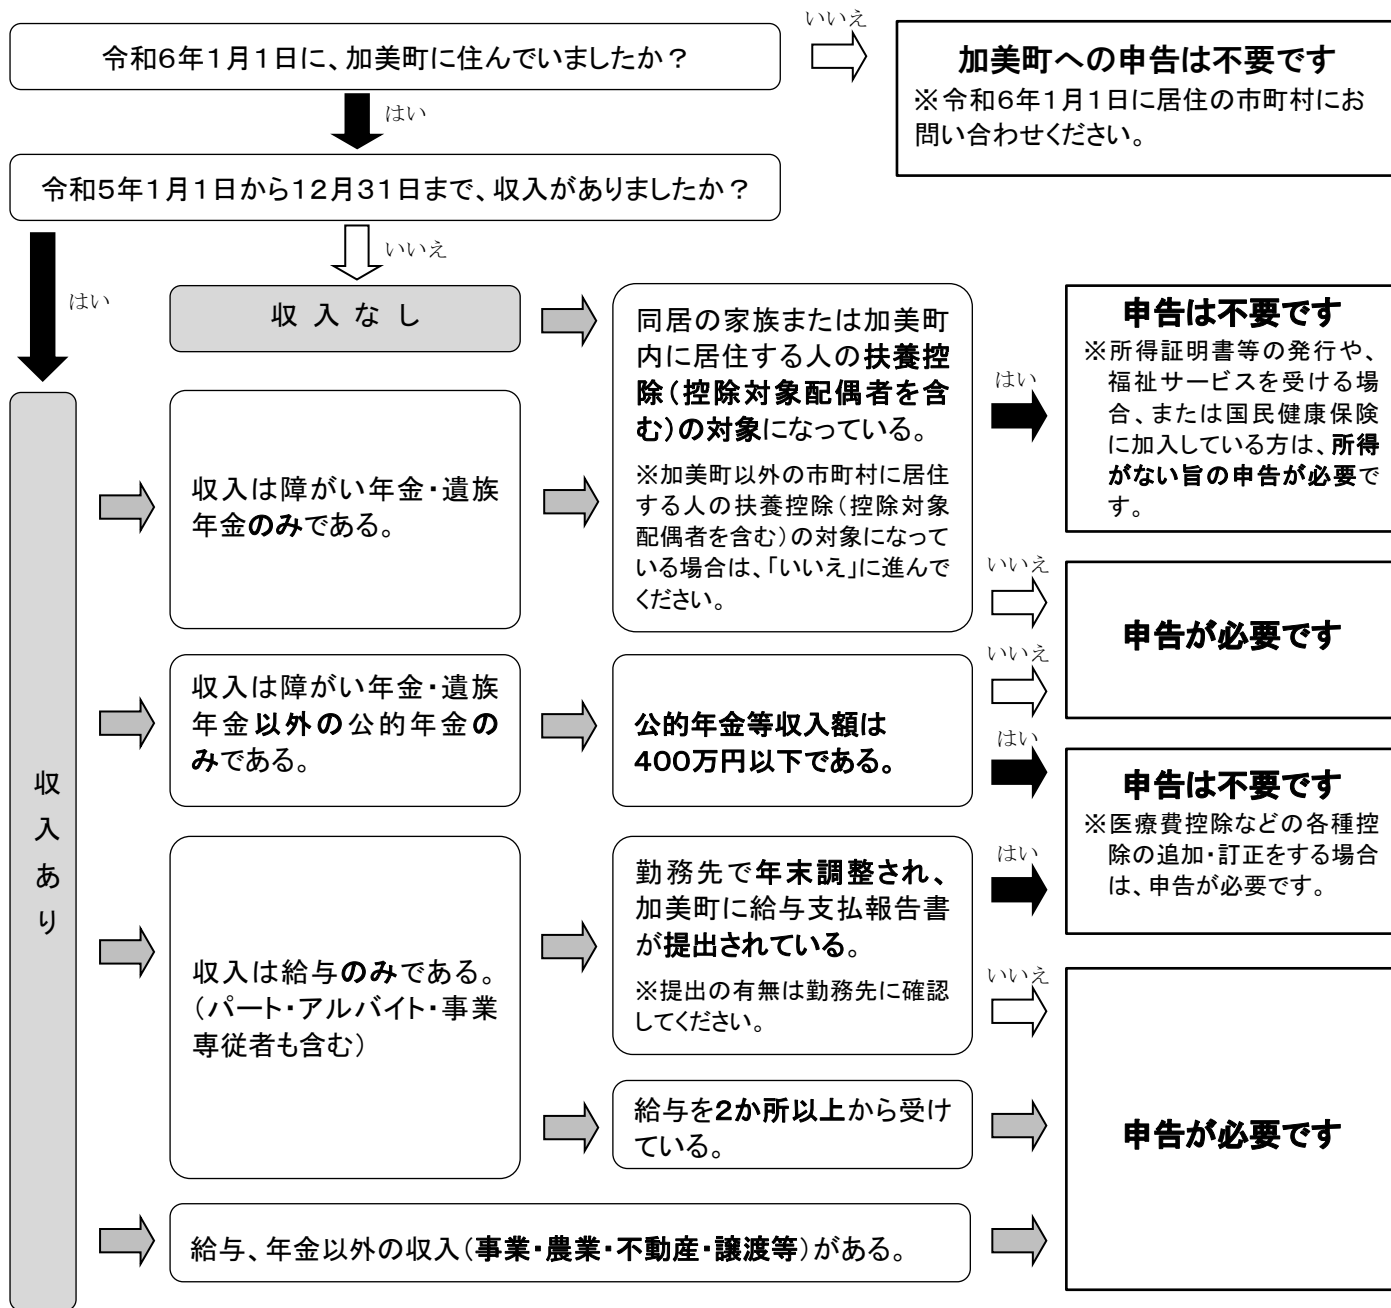 令和6年1月1日に、加美町に住んでいましたか？
いいえ
加美町への申告は不要です
※令和6年1月1日に居住の市町村にお
問い合わせください。
はい
令和5年1月1日から12月31日まで、収入がありましたか？
はい
いいえ
収入なし
同居の家族または加美町
内に居住する人の扶養控
除（控除対象配偶者を含
む）の対象になっている。
※加美町以外の市町村に居住
する人の扶養控除（控除対象
配偶者を含む）の対象になって
いる場合は、「いいえ」に進んで
ください。
はい
申告は不要です
※所得証明書等の発行や、
福祉サービスを受ける場
合、または国民健康保険
に加入している方は、所得
がない旨の申告が必要で
す。
収入あり
収入は障がい年金・遺族
年金のみである。
いいえ
申告が必要です
収入は障がい年金・遺族
年金以外の公的年金の
みである。
公的年金等収入額は
400万円以下である。
いいえ
はい
申告は不要です
※医療費控除などの各種控
除の追加・訂正をする場合
は、申告が必要です。
収入は給与のみである。
（パート・アルバイト・事業
専従者も含む）
勤務先で年末調整され、
加美町に給与支払報告書
が提出されている。
※提出の有無は勤務先に確認
してください。
はい
いいえ
申告が必要です
給与を2か所以上から受け
ている。
給与、年金以外の収入（事業・農業・不動産・譲渡等）がある。